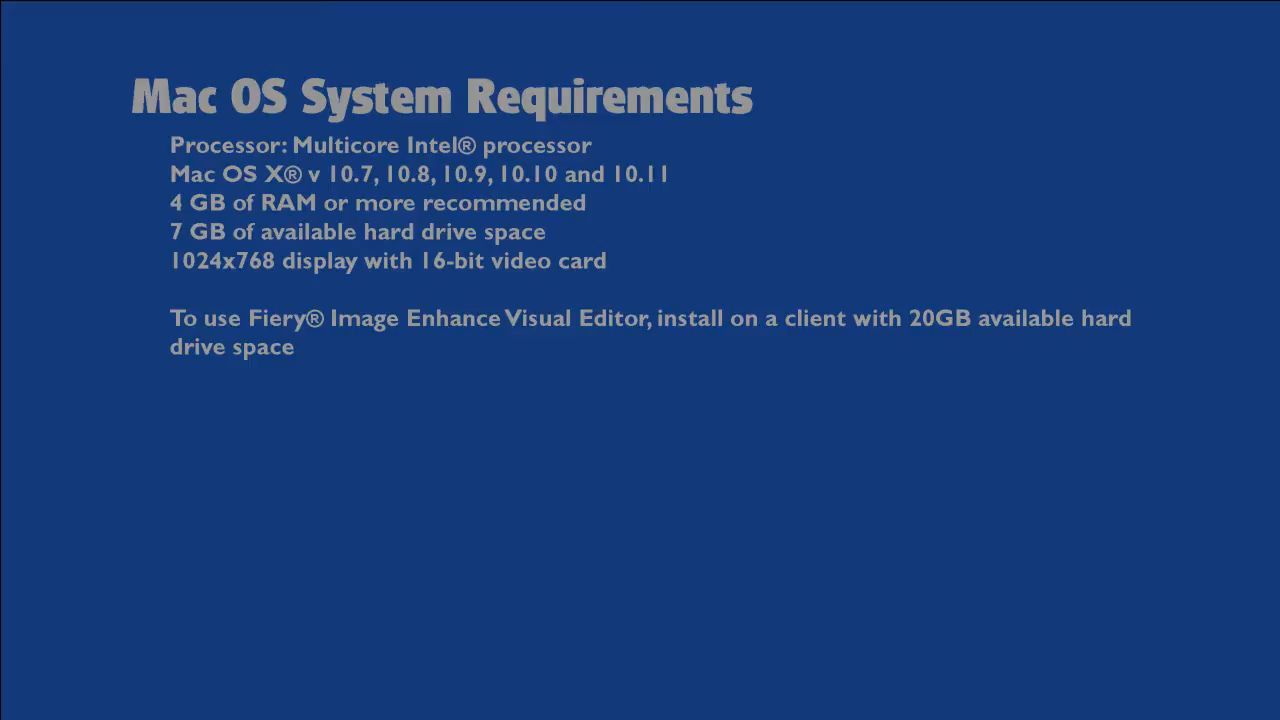 Mac OS System Requirements
Processor: Multicore Intel® processor
Mac OS X® v 10.7, 10.8, 10.9, 10.10 and 10.11
4 GB of RAM or more recommended
7 GB of available hard drive space
1024x768 display with 16-bit video card
To use Fiery® Image Enhance Visual Editor, install on a client with 20GB available hard
drive space